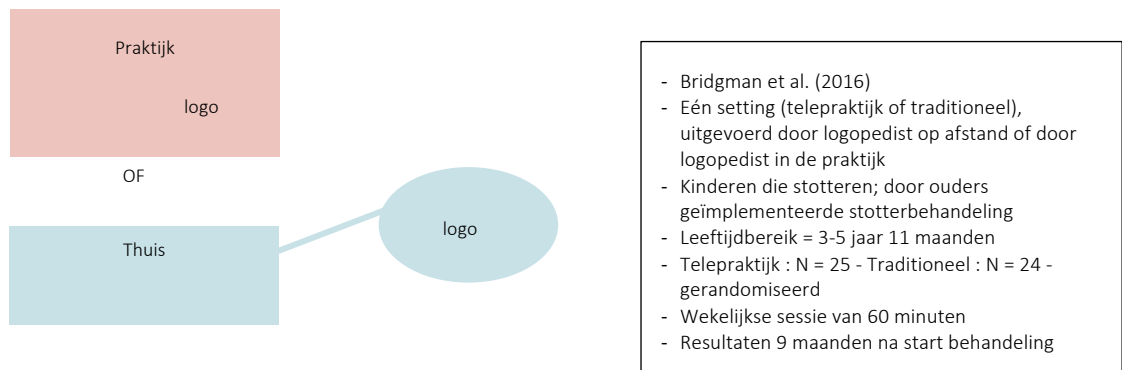 Praktijk
logo
OF
Thuis
logo
- Bridgman et al. (2016)
- Eén setting (telepraktijk of traditioneel),
uitgevoerd door logopedist op afstand of door
logopedist in de praktijk
- Kinderen die stotteren; door ouders
geïmplementeerde stotterbehandeling
- Leeftijdbereik = 3-5 jaar 11 maanden
- Telepraktijk : N = 25 - Traditioneel : N = 24 -
gerandomiseerd
- Wekelijkse sessie van 60 minuten
- Resultaten 9 maanden na start behandeling